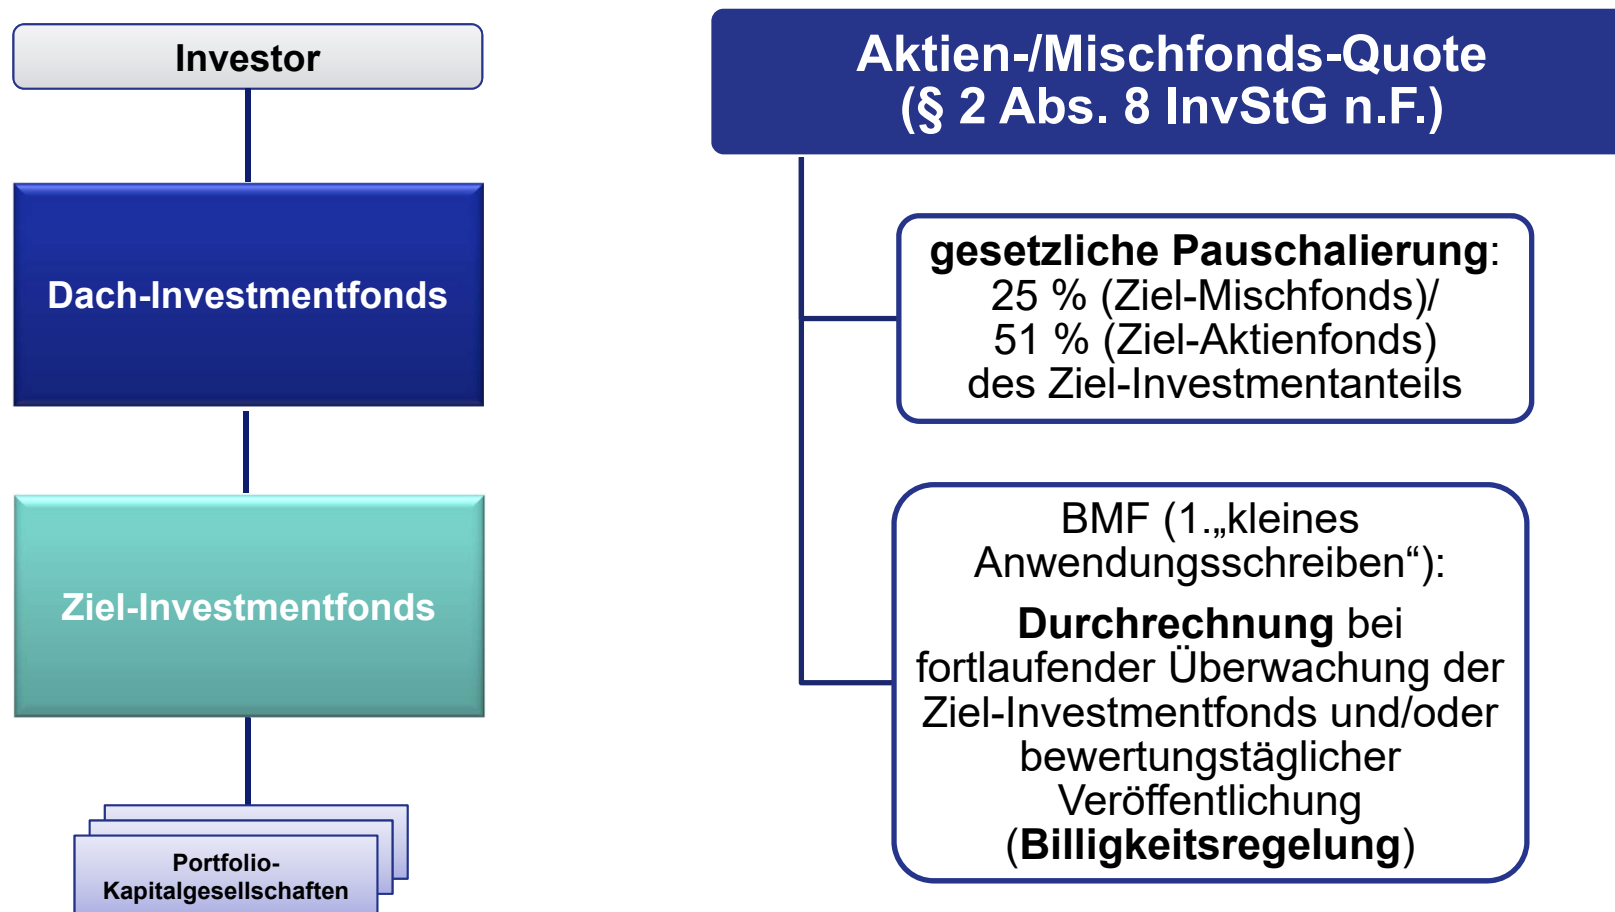 Investor
Dach-Investmentfonds
Ziel-Investmentfonds
Portfolio-
Kapitalgesellschaften
Aktien-/Mischfonds-Quote
(§ 2 Abs. 8 InvStG n.F.)
gesetzliche Pauschalierung:
25 % (Ziel-Mischfonds)/
51 % (Ziel-Aktienfonds)
des Ziel-Investmentanteils
BMF (1.„kleines
Anwendungsschreiben“):
Durchrechnung bei
fortlaufender Überwachung der
Ziel-Investmentfonds und/oder
bewertungstäglicher
Veröffentlichung
(Billigkeitsregelung)